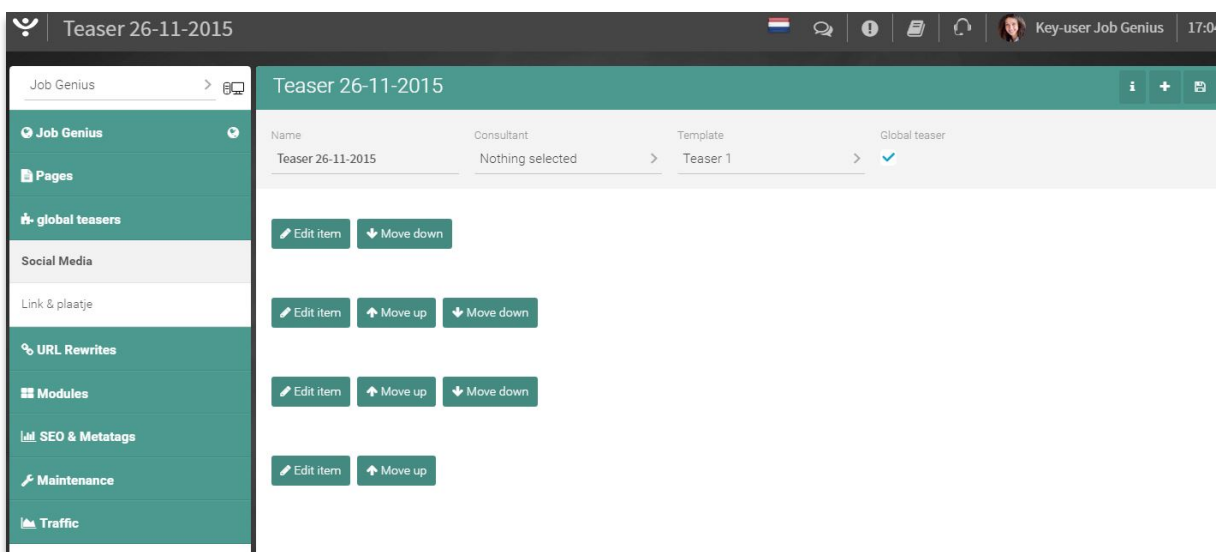 Teaser 26-11-2015
Key-user Job Genius
17:04
Job Genius
Teaser 26-11-2015
Job Genius
Name
Consultant
Template
Global teaser
Teaser 26-11-2015
Nothing selected
Teaser 1
Pages
global teasers
Edit item
Move down
Social Media
Link & plaatje
Edit item
Move up
Move down
URL Rewrites
Modules
Edit item
Move up
Move down
SEO & Metatags
Maintenance
Edit item
Move up
Traffic